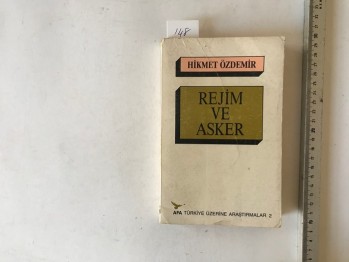 148
HİKMET ÖZDEMİR
REJİM
VE
ASKER
AFA TÜRKİYE ÜZERİNE ARAŞTIRMALAR 2